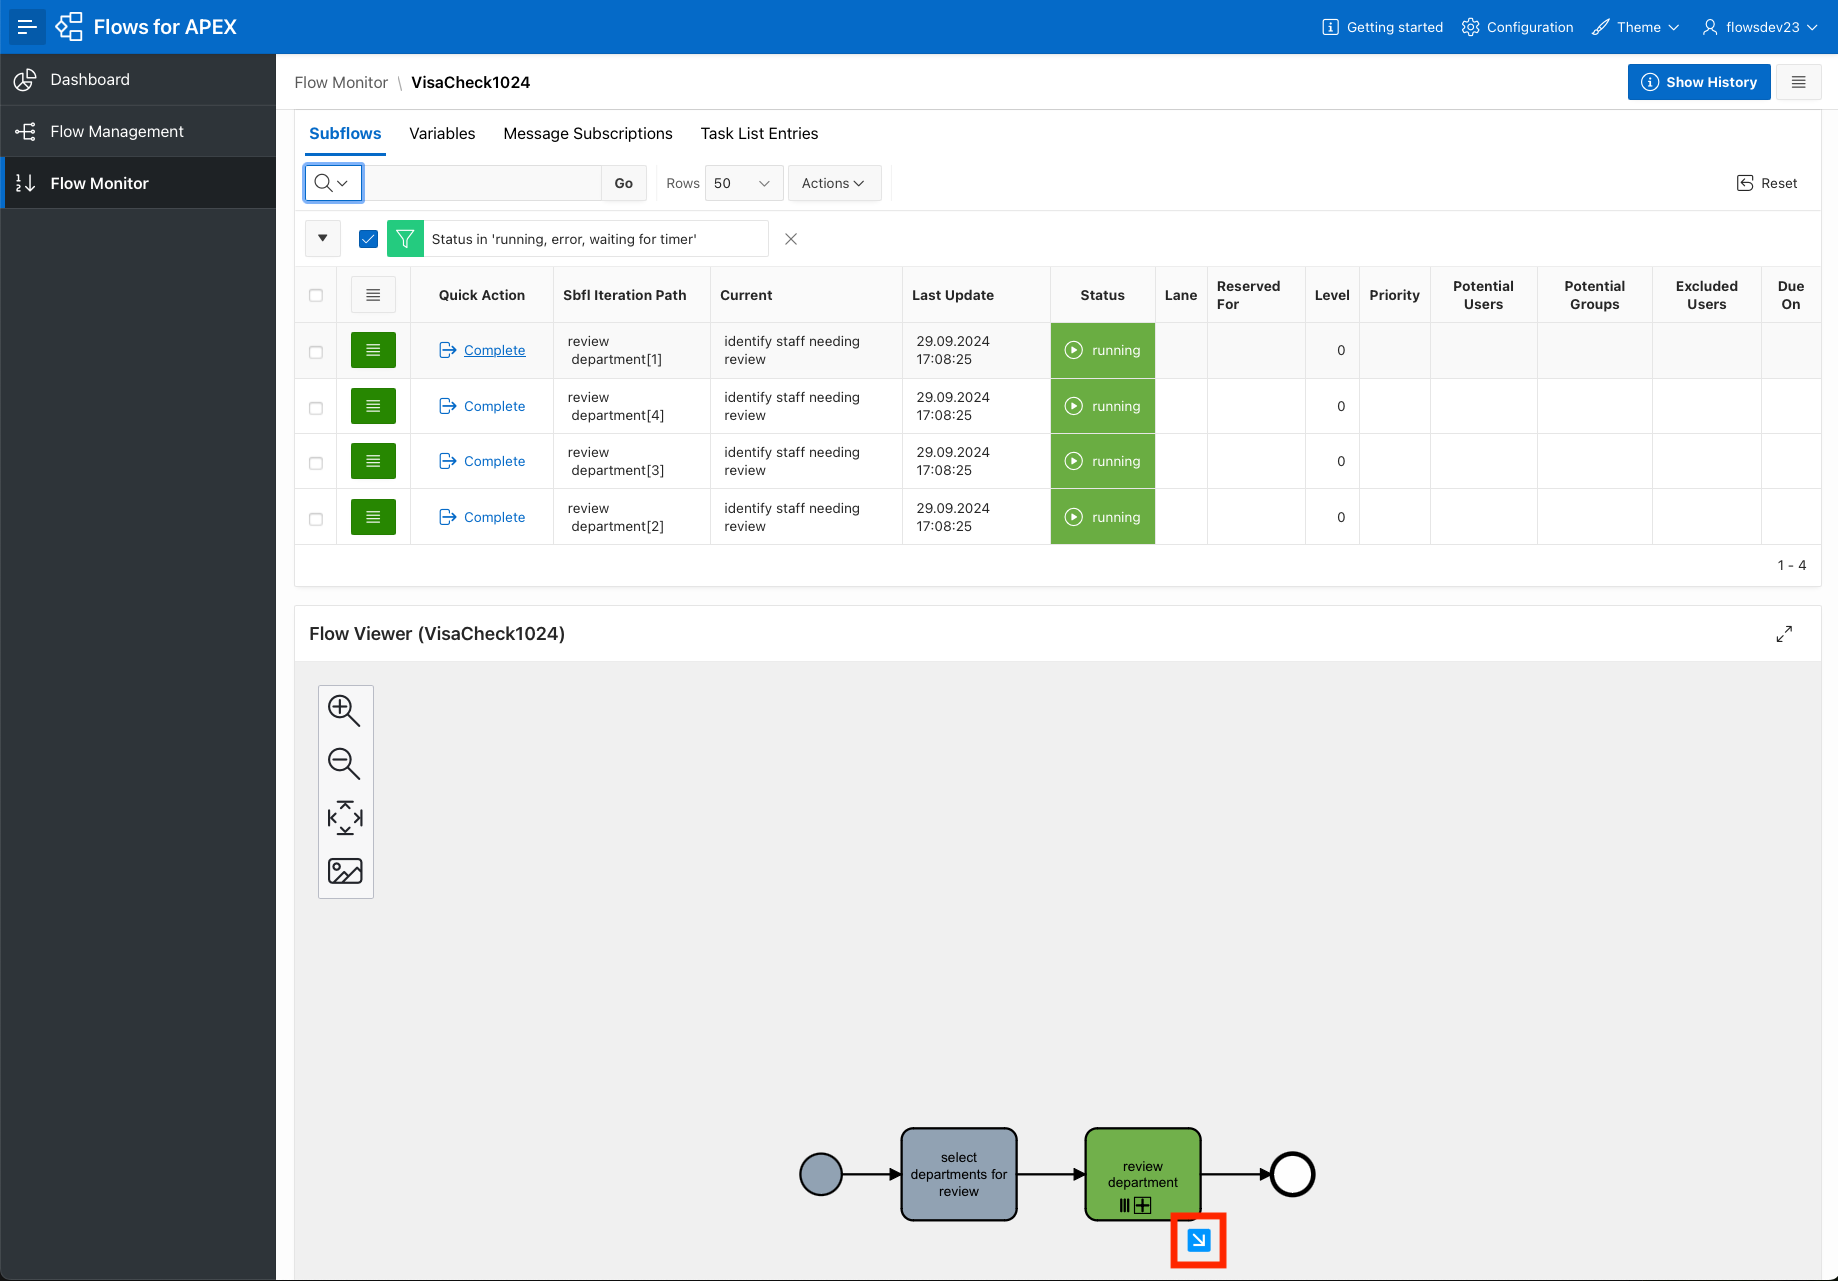 Flows for APEX
Getting started
Configuration
Theme
flowsdev23
Dashboard
Flow Management
Flow Monitor
Flow Monitor \ VisaCheck1024
Show History
Subflows
Variables
Message Subscriptions
Task List Entries
Go
Rows
50
Actions
Reset
Status in 'running, error, waiting for timer'
Quick Action
Sbfl Iteration Path
Current
Last Update
Status
Lane
Reserved
For
Level
Priority
Potential
Users
Potential
Groups
Excluded
Users
Due
On
Complete
review
department[1]
identify staff needing
review
29.09.2024
17:08:25
running
0
Complete
review
department[4]
identify staff needing
review
29.09.2024
17:08:25
running
0
Complete
review
department[3]
identify staff needing
review
29.09.2024
17:08:25
running
0
Complete
review
department[2]
identify staff needing
review
29.09.2024
17:08:25
running
0
1 - 4
Flow Viewer (VisaCheck1024)
select
departments for
review
review
department